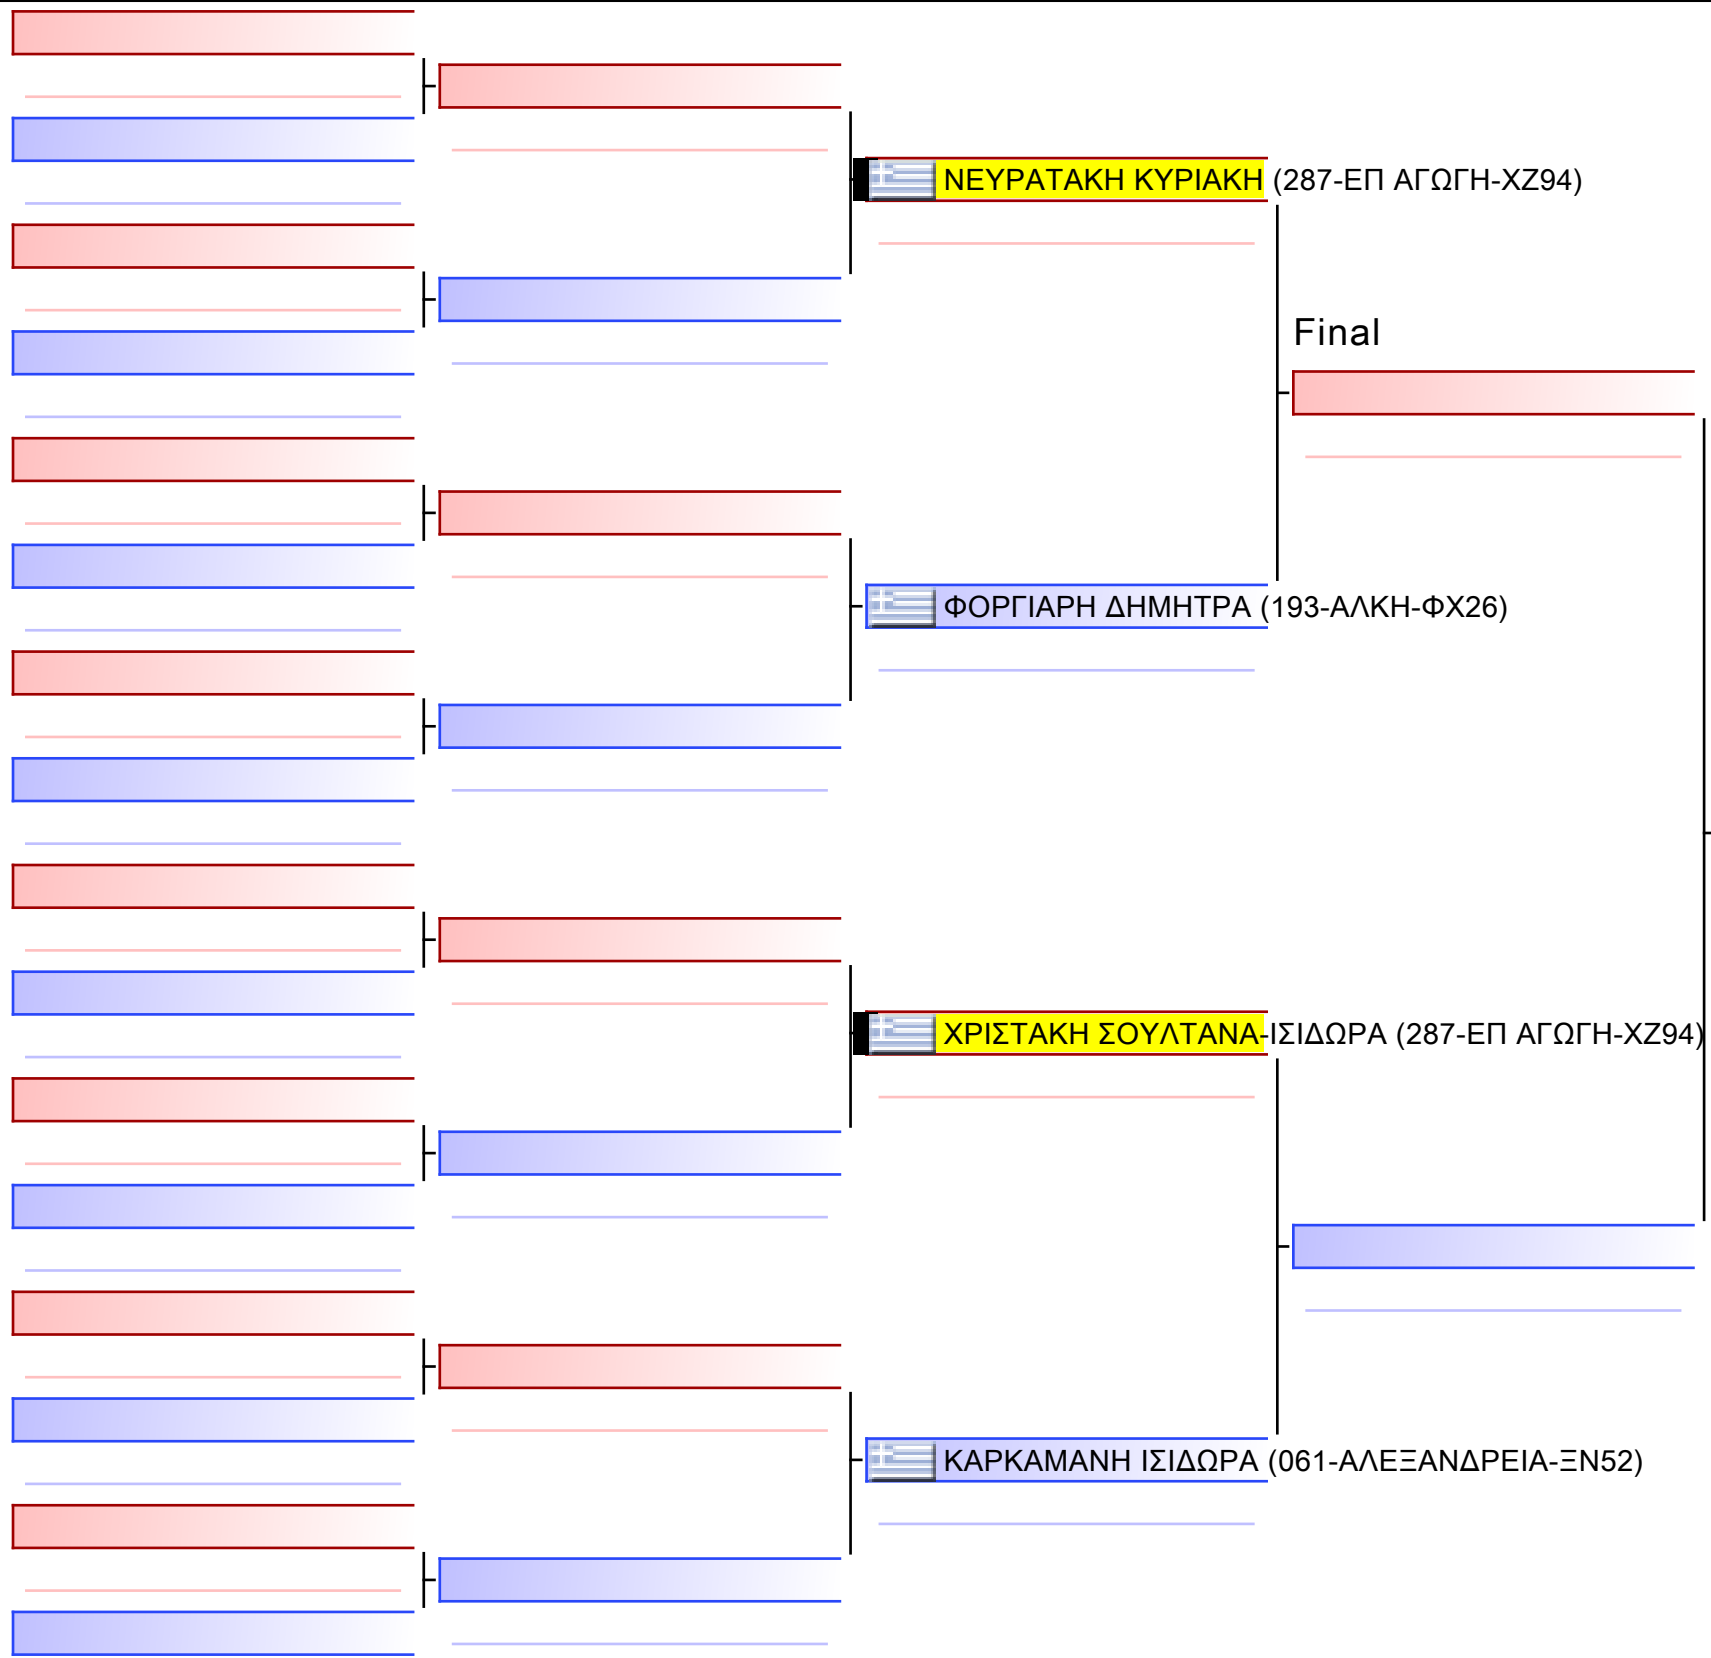 ΝΕΥΡΑΤΑΚΗ ΚΥΡΙΑΚΗ (287-ΕΠ ΑΓΩΓΗ-ΧΖ94)
Final
ΦΟΡΓΙΑΡΗ ΔΗΜΗΤΡΑ (193-ΑΛΚΗ-ΦΧ26)
ΧΡΙΣΤΑΚΗ ΣΟΥΛΤΑΝΑ-ΙΣΙΔΩΡΑ (287-ΕΠ ΑΓΩΓΗ-ΧΖ94)
ΚΑΡΚΑΜΑΝΗ ΙΣΙΔΩΡΑ (061-ΑΛΕΞΑΝΔΡΕΙΑ-ΞΝ52)